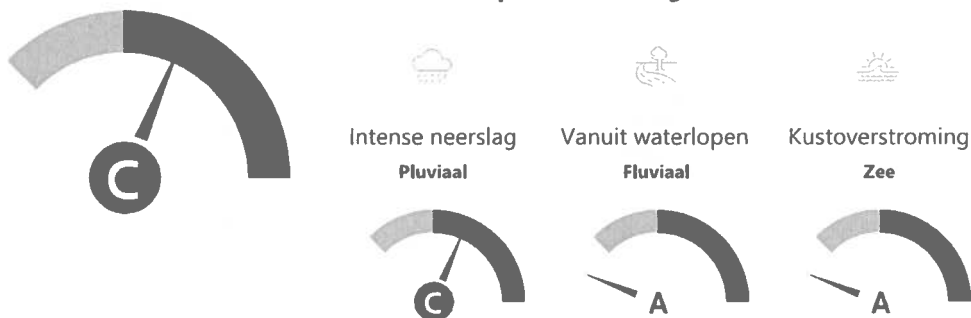 C
Intense neerslag Vanuit waterlopen Kustoverstroming
Pluviaal Fluviaal Zee
C A A